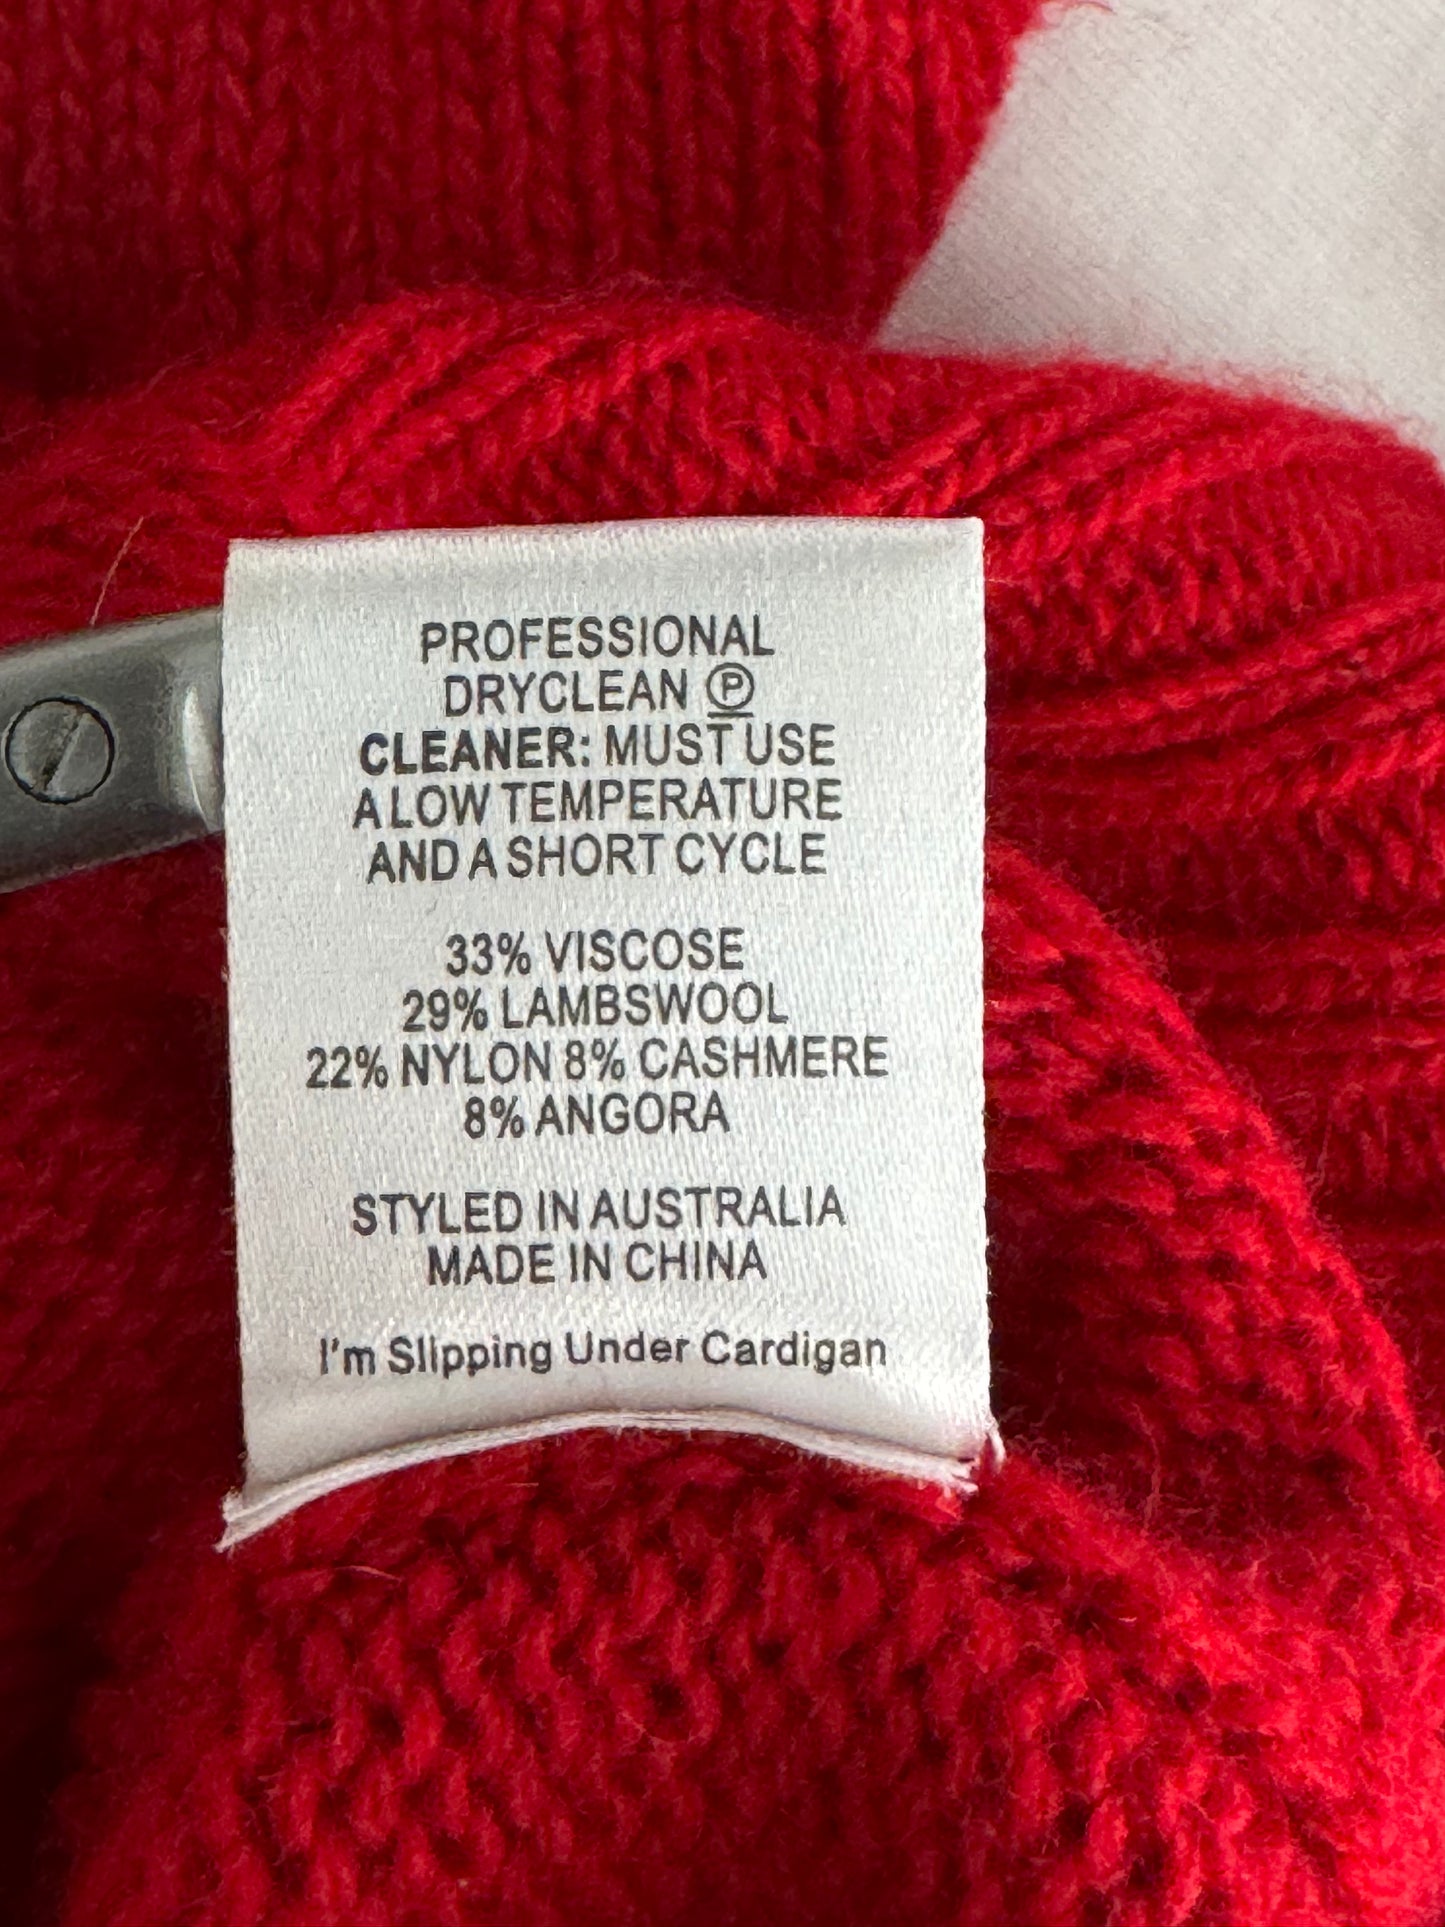 PROFESSIONAL
DRYCLEAN Ⓟ
CLEANER: MUST USE
A LOW TEMPERATURE
AND A SHORT CYCLE
33% VISCOSE
29% LAMBSWOOL
22% NYLON 8% CASHMERE
8% ANGORA
STYLED IN AUSTRALIA
MADE IN CHINA
I'm Slipping Under Cardigan